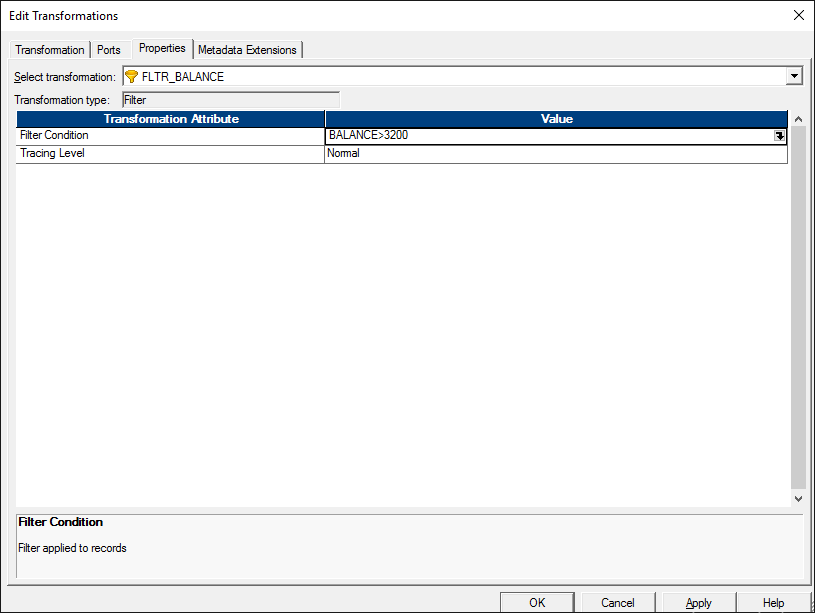 Edit Transformations
Transformation Ports Properties Metadata Extensions
Select transformation: FLTR_BALANCE
Transformation type: Filter
Transformation Attribute Value
Filter Condition BALANCE>3200
Tracing Level Normal
Filter Condition
Filter applied to records
OK Cancel Apply Help